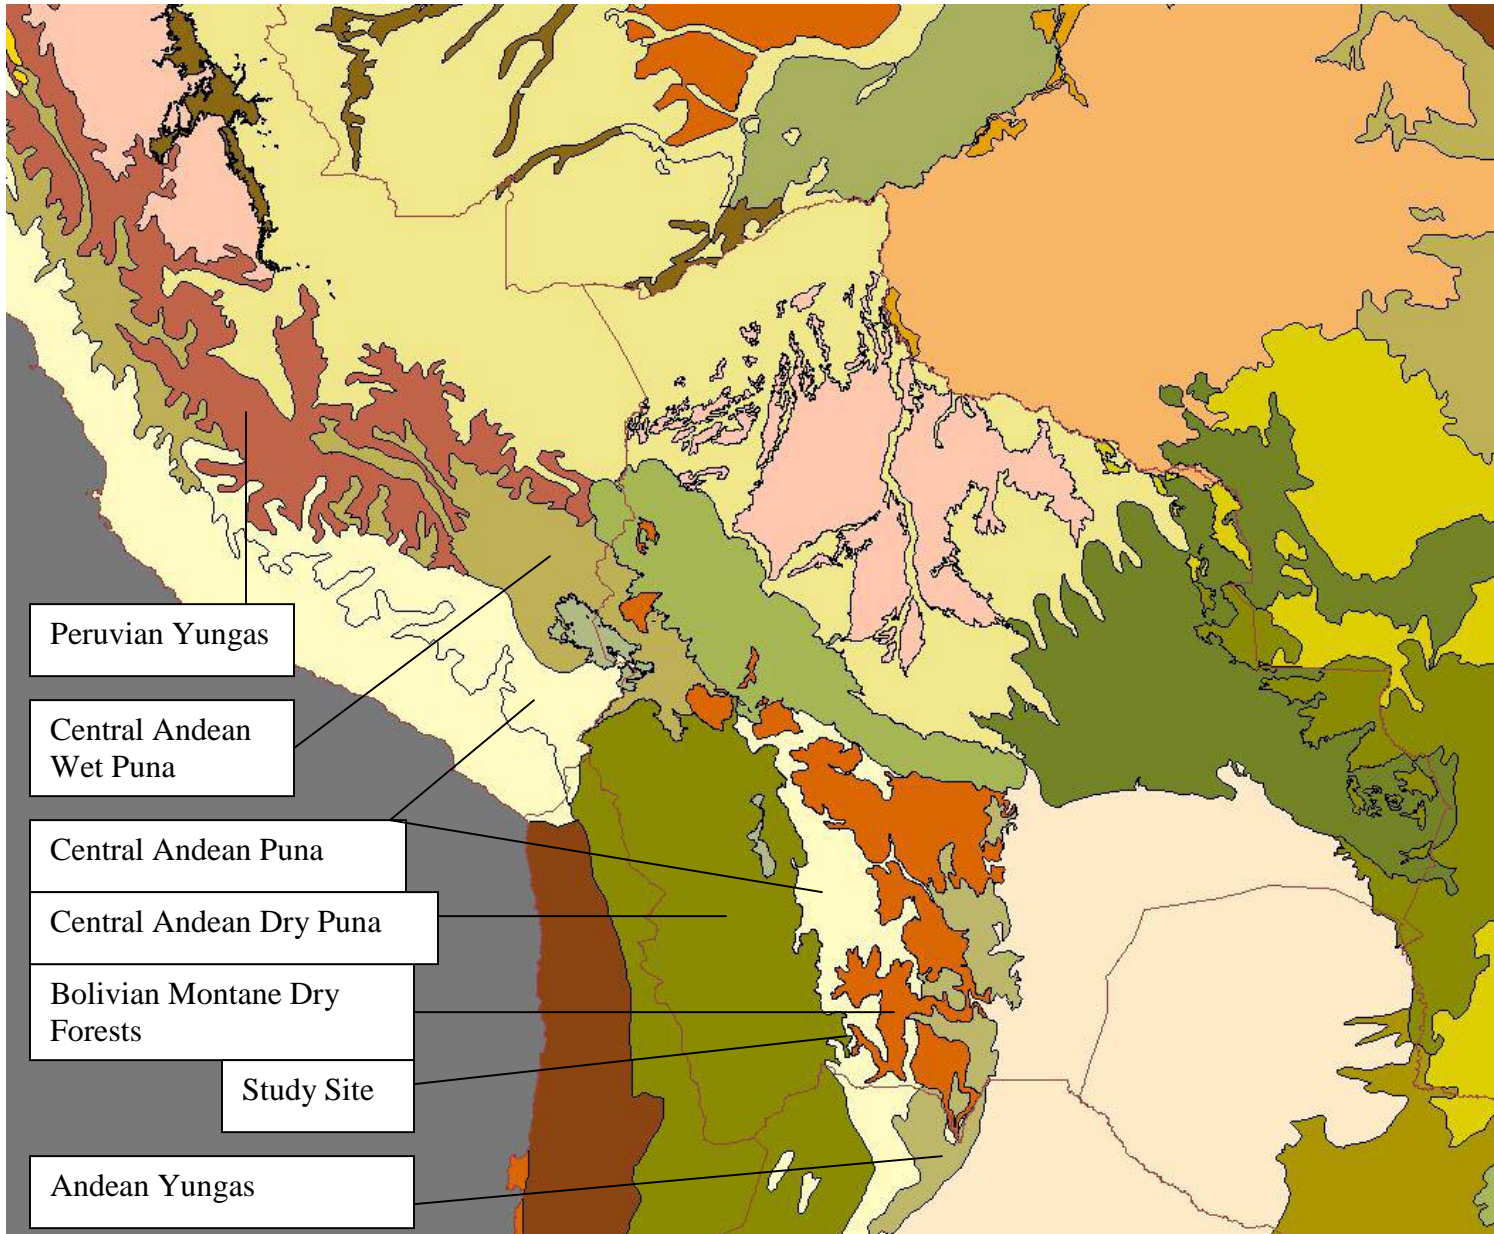 Peruvian Yungas
Central Andean
Wet Puna
Central Andean Puna
Central Andean Dry Puna
Bolivian Montane Dry
Forests
Study Site
Andean Yungas